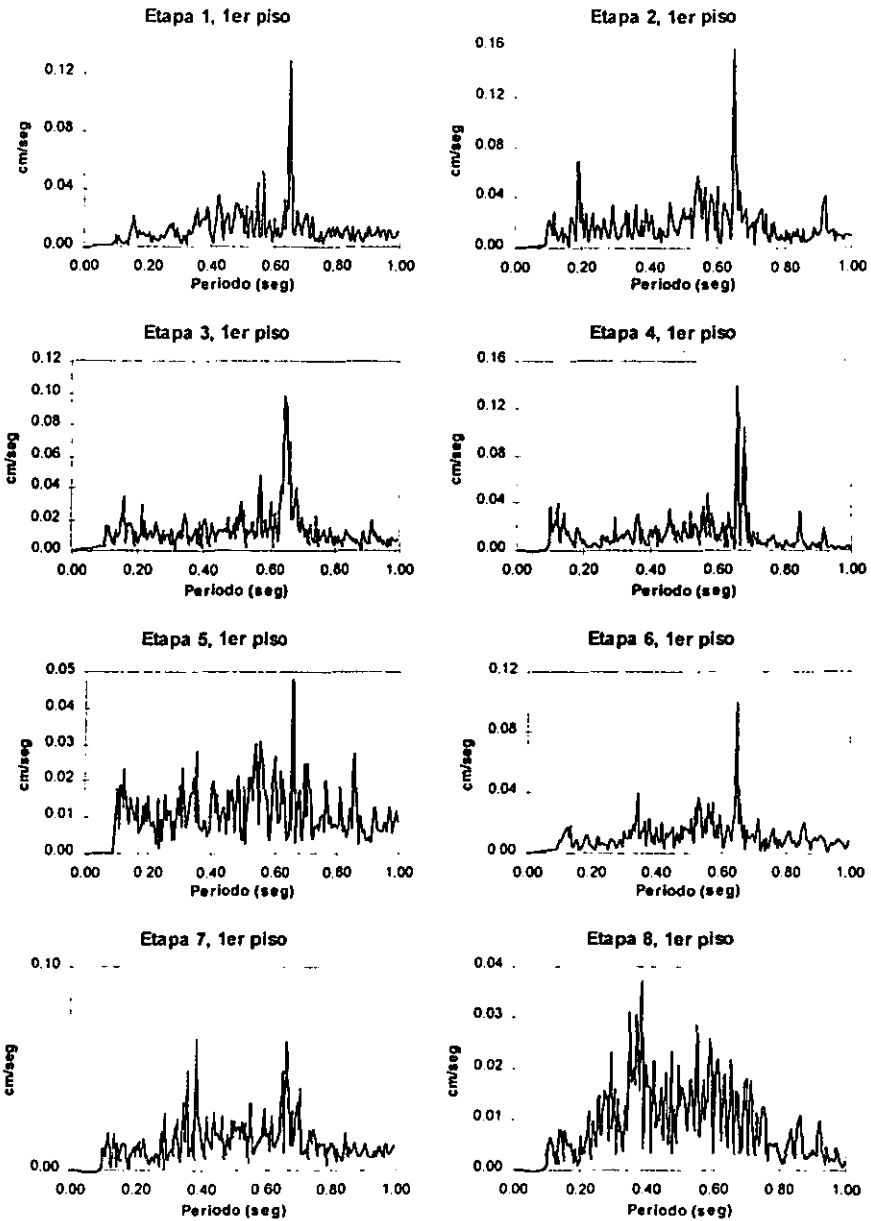 Etapa 1, 1er piso
0.12
0.08
0.04
0.00
cm/seg
0.00 0.20 0.40 0.60 0.80 1.00
Periodo (seg)
Etapa 2, 1er piso
0.16
0.12
0.08
0.04
0.00
cm/seg
0.00 0.20 0.40 0.60 0.80 1.00
Periodo (seg)
Etapa 3, 1er piso
0.12
0.10
0.08
0.06
0.04
0.02
0.00
cm/seg
0.00 0.20 0.40 0.60 0.80 1.00
Periodo (seg)
Etapa 4, 1er piso
0.16
0.12
0.08
0.04
0.00
cm/seg
0.00 0.20 0.40 0.60 0.80 1.00
Periodo (seg)
Etapa 5, 1er piso
0.05
0.04
0.03
0.02
0.01
0.00
cm/seg
0.00 0.20 0.40 0.60 0.80 1.00
Periodo (seg)
Etapa 6, 1er piso
0.12
0.08
0.04
0.00
cm/seg
0.00 0.20 0.40 0.60 0.80 1.00
Periodo (seg)
Etapa 7, 1er piso
0.10
0.00
cm/seg
0.00 0.20 0.40 0.60 0.80 1.00
Periodo (seg)
Etapa 8, 1er piso
0.04
0.03
0.02
0.01
0.00
cm/seg
0.00 0.20 0.40 0.60 0.80 1.00
Periodo (seg)